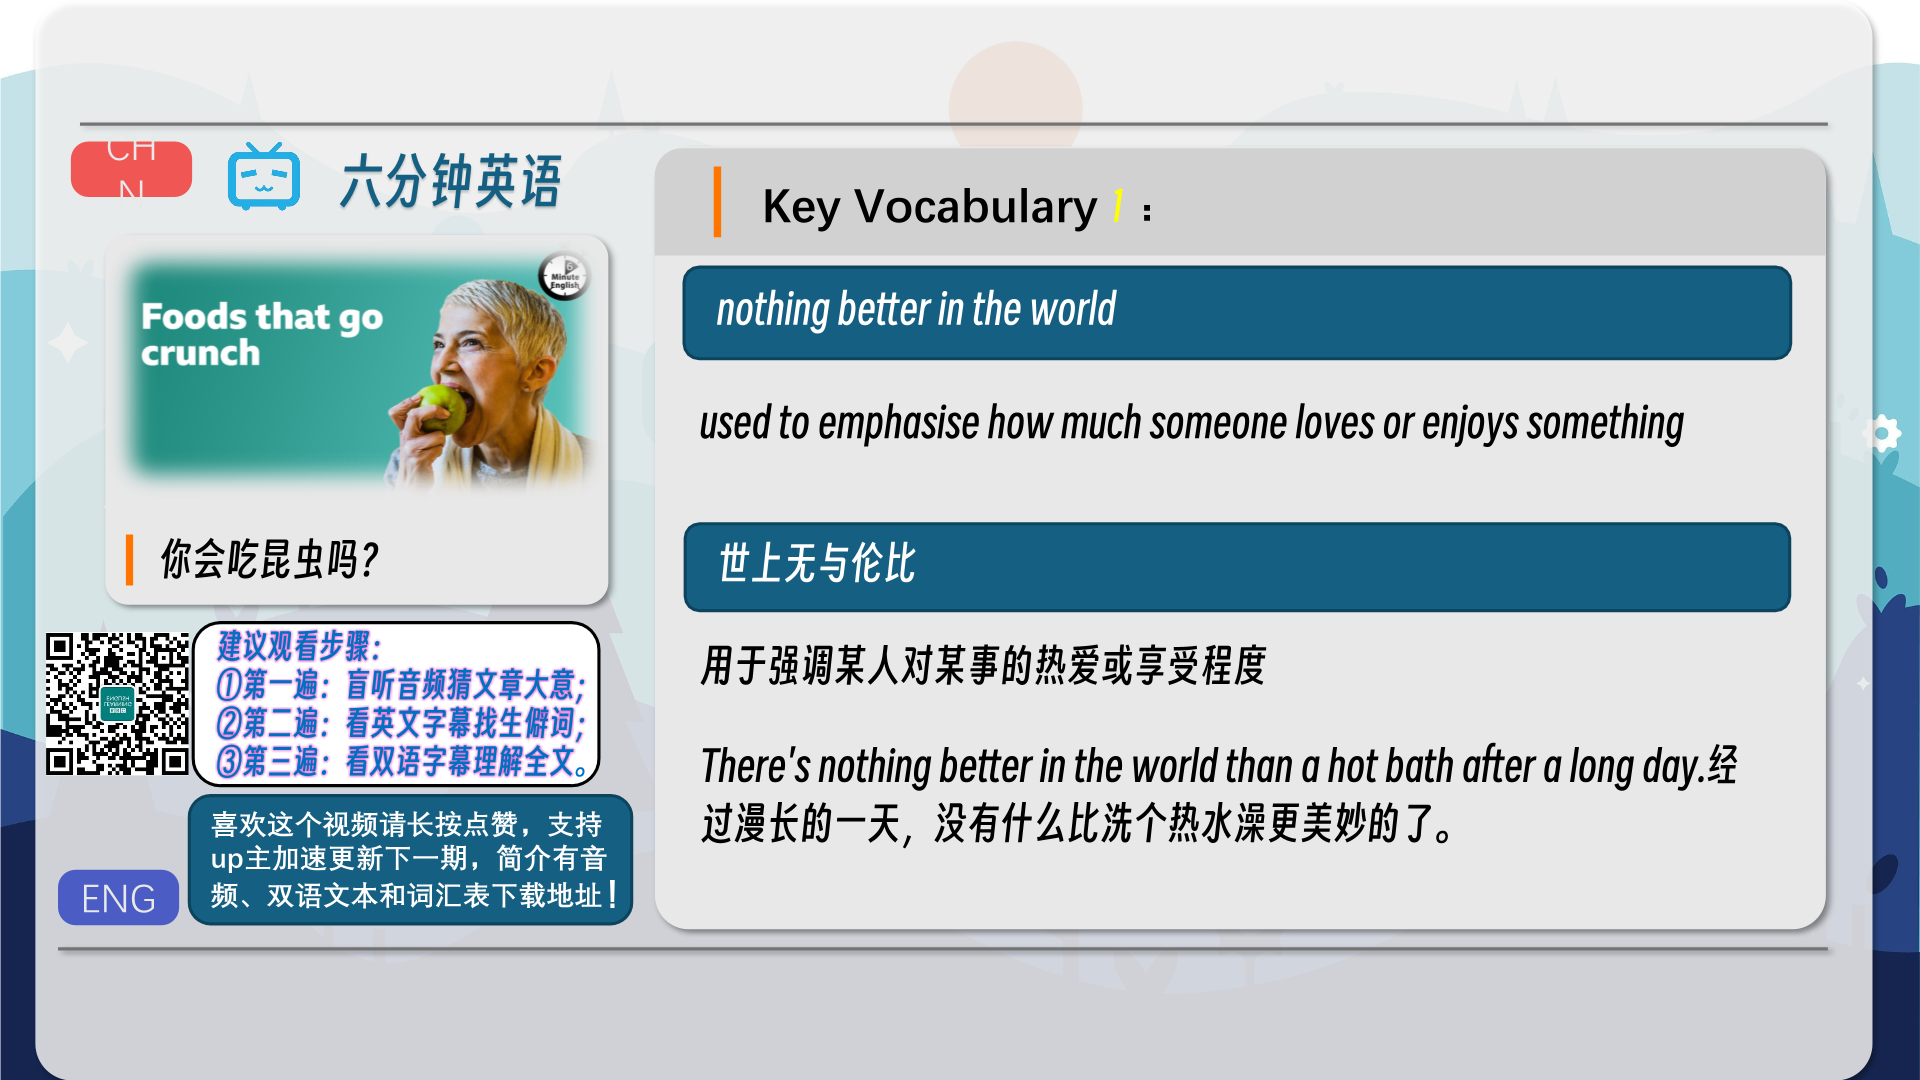 CH
N
六分钟英语
Foods that go
crunch
6
Minute
English
你会吃昆虫吗？
建议观看步骤：
①第一遍：盲听音频猜文章大意；
②第二遍：看英文字幕找生僻词；
③第三遍：看双语字幕理解全文。
喜欢这个视频请长按点赞，支持
up主加速更新下一期，简介有音
频、双语文本和词汇表下载地址！
ENG
Key Vocabulary 1：
nothing better in the world
used to emphasise how much someone loves or enjoys something
世上无与伦比
用于强调某人对某事的热爱或享受程度
There's nothing better in the world than a hot bath after a long day.经
过漫长的一天，没有什么比洗个热水澡更美妙的了。